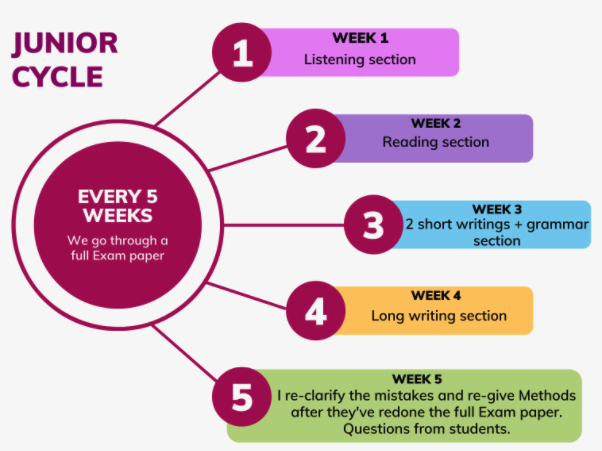 JUNIOR
CYCLE
1
WEEK 1
Listening section
2
WEEK 2
Reading section
EVERY 5
WEEKS
We go through a
full Exam paper
3
WEEK 3
2 short writings + grammar
section
4
WEEK 4
Long writing section
5
WEEK 5
I re-clarify the mistakes and re-give Methods
after they've redone the full Exam paper.
Questions from students.